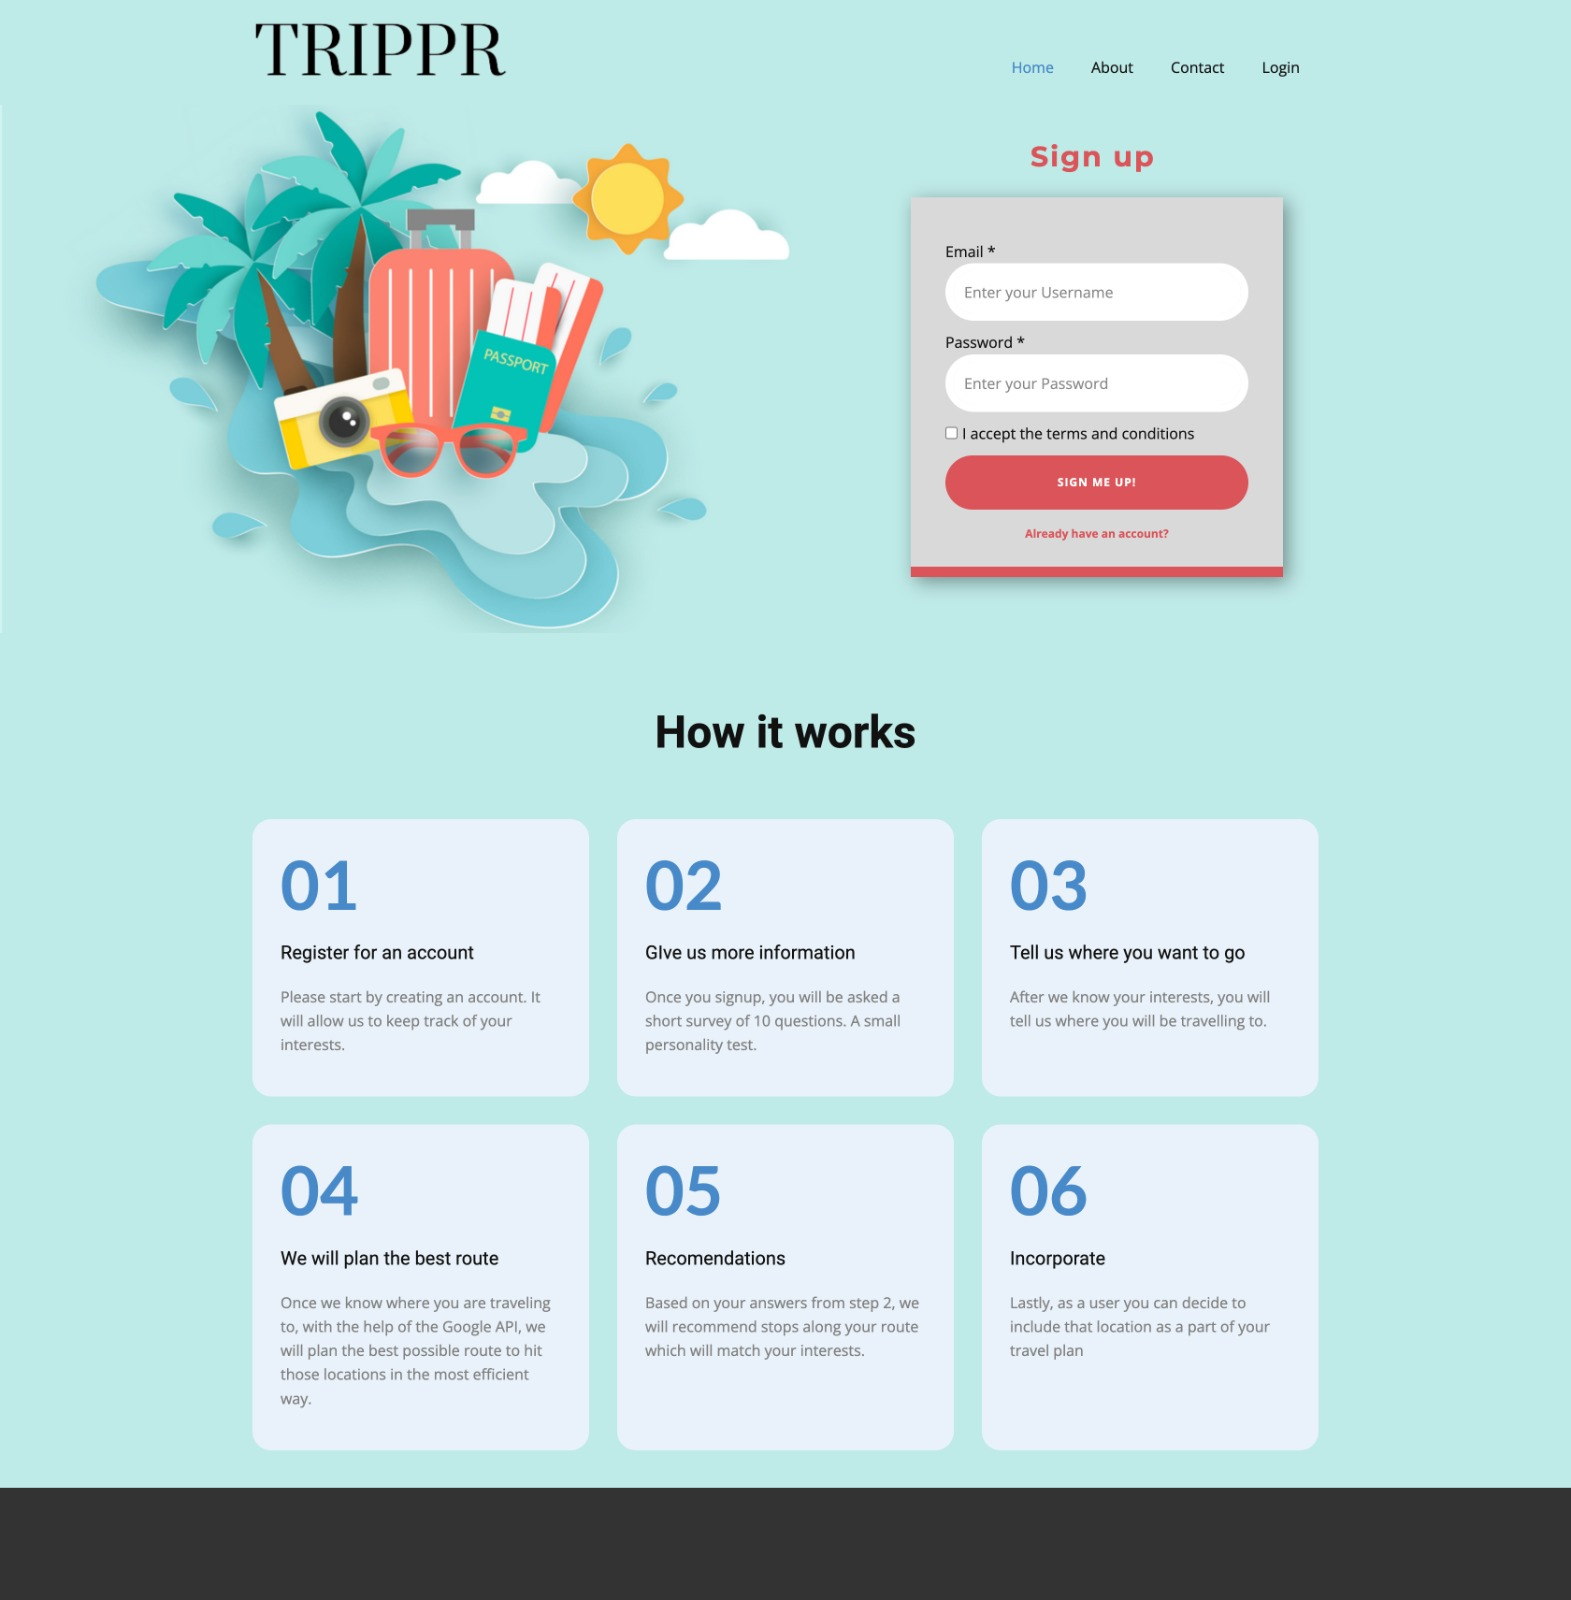 TRIPPR
Home About Contact Login
Sign up
Email *
Enter your Username
Password *
Enter your Password
I accept the terms and conditions
SIGN ME UP!
Already have an account?
PASSPORT
How it works
01
Register for an account
Please start by creating an account. It
will allow us to keep track of your
interests.
02
GIve us more information
Once you signup, you will be asked a
short survey of 10 questions. A small
personality test.
03
Tell us where you want to go
After we know your interests, you will
tell us where you will be travelling to.
04
We will plan the best route
Once we know where you are traveling
to, with the help of the Google API, we
will plan the best possible route to hit
those locations in the most efficient
way.
05
Recomendations
Based on your answers from step 2, we
will recommend stops along your route
which will match your interests.
06
Incorporate
Lastly, as a user you can decide to
include that location as a part of your
travel plan